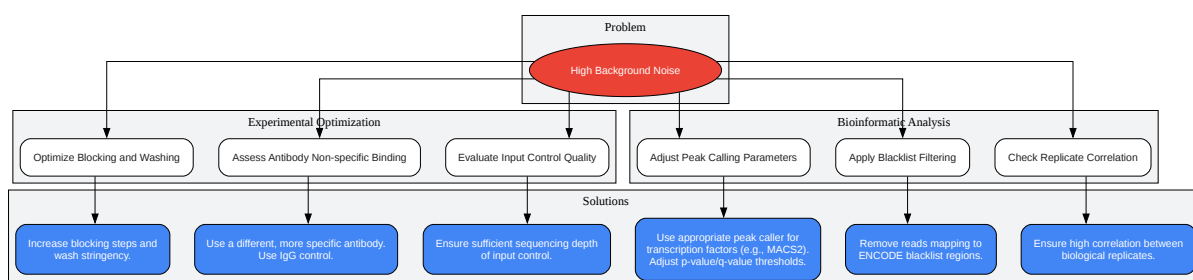 Problem
High Background Noise
Experimental Optimization
Bioinformatic Analysis
Optimize Blocking and Washing
Assess Antibody Non-specific Binding
Evaluate Input Control Quality
Adjust Peak Calling Parameters
Apply Blacklist Filtering
Check Replicate Correlation
Solutions
Increase blocking steps and
wash stringency.
Use a different, more specific antibody.
Use IgG control.
Ensure sufficient sequencing depth
of input control.
Use appropriate peak caller for
transcription factors (e.g., MACS2).
Adjust p-value/q-value thresholds.
Remove reads mapping to
ENCODE blacklist regions.
Ensure high correlation between
biological replicates.